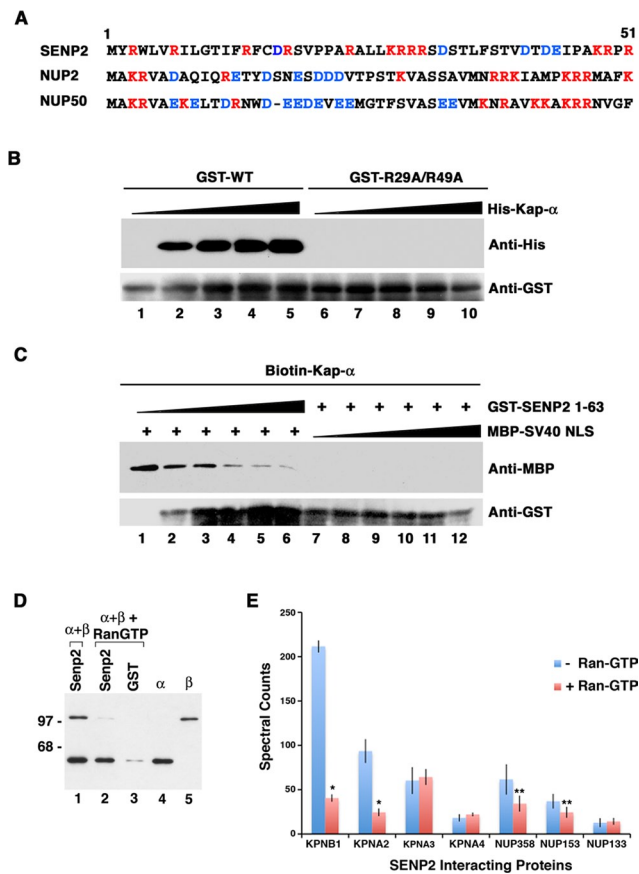 A
1 51
SENP2 MYRWLVRILGTIFRFCDRSVPPARALLKRRRSDSTLFSTVDTDEIPAKRPR
NUP2 MAKRVADAQIQRETYDSNESDDDVTPSTKVASSAVMNRRKIAMPKRRMAFK
NUP50 MAKRVAEKELTDRNWD-EEDEVEEMGTFSVASEEVMKNRAVKKAKRRNVGF
B
GST-WT GST-R29A/R49A
His-Kap-α
Anti-His
Anti-GST
1 2 3 4 5 6 7 8 9 10
C
Biotin-Kap-α
+ + + + + + GST-SENP2 1-63
+ + + + + + MBP-SV40 NLS
Anti-MBP
Anti-GST
1 2 3 4 5 6 7 8 9 10 11 12
D
α+β
α+β +
RanGTP
Senp2 Senp2 GST α β
97 -
68 -
1 2 3 4 5
E
250
200
150
100
50
0
Spectral Counts
- Ran-GTP
+ Ran-GTP
* * ** **
KPNB1 KPNA2 KPNA3 KPNA4 NUP358 NUP153 NUP133
SENP2 Interacting Proteins